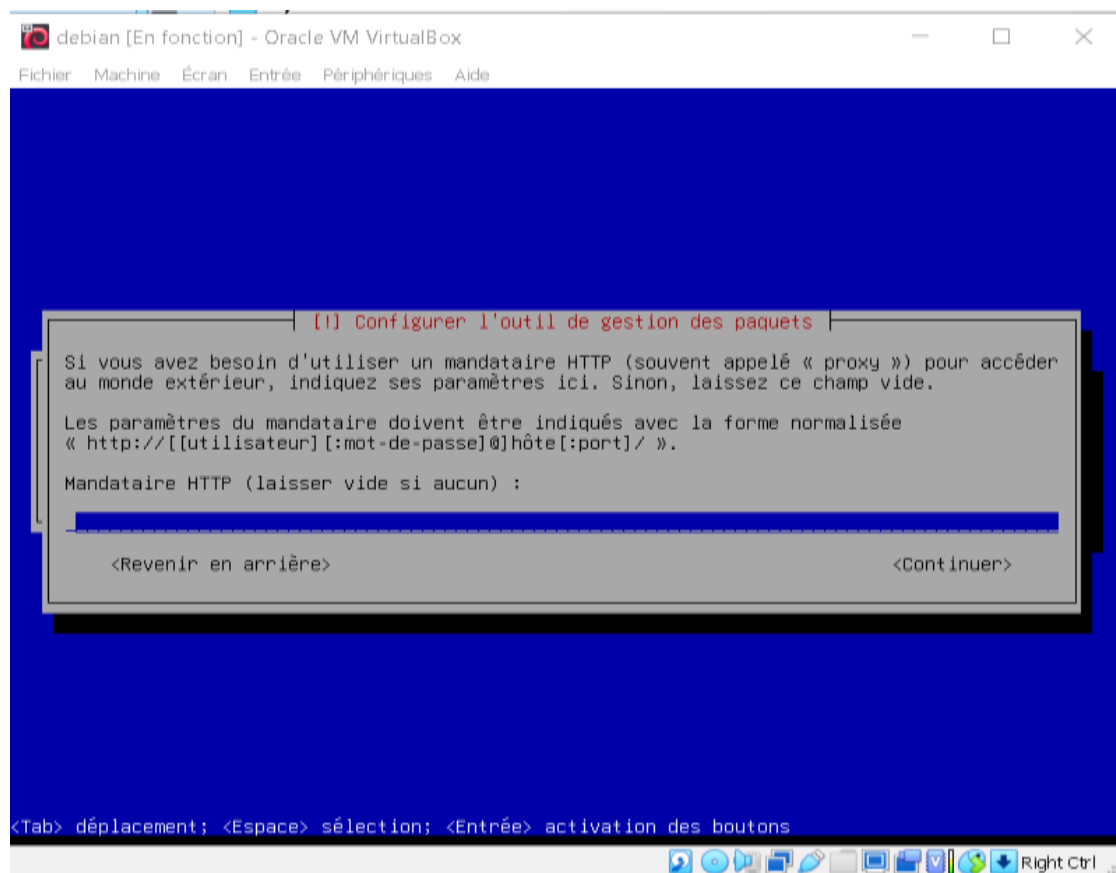 debian [En fonction] - Oracle VM VirtualBox
Fichier Machine Écran Entrée Périphériques Aide
[!] Configurer l'outil de gestion des paquets
Si vous avez besoin d'utiliser un mandataire HTTP (souvent appelé « proxy ») pour accéder
au monde extérieur, indiquez ses paramètres ici. Sinon, laissez ce champ vide.
Les paramètres du mandataire doivent être indiqués avec la forme normalisée
« http://[[utilisateur][:mot-de-passe]@]hôte[:port]/ ».
Mandataire HTTP (laisser vide si aucun) :
<Revenir en arrière> <Continuer>
<Tab> déplacement; <Espace> sélection; <Entrée> activation des boutons
Right Ctrl